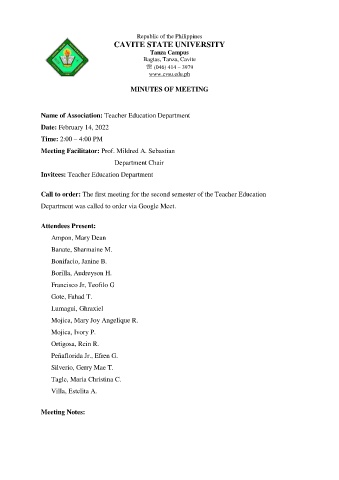 Republic of the Philippines
CAVITE STATE UNIVERSITY
Tanza Campus
Bagtas, Tanza, Cavite
☏ (046) 414 – 3979
www.cvsu.edu.ph
MINUTES OF MEETING
Name of Association: Teacher Education Department
Date: February 14, 2022
Time: 2:00 – 4:00 PM
Meeting Facilitator: Prof. Mildred A. Sebastian
Department Chair
Invitees: Teacher Education Department
Call to order: The first meeting for the second semester of the Teacher Education
Department was called to order via Google Meet.
Attendees Present:
Ampon, Mary Dean
Banate, Sharmaine M.
Bonifacio, Janine B.
Borilla, Audreyson H.
Francisco Jr, Teofilo G
Gote, Fahad T.
Lumagui, Ghraxiel
Mojica, Mary Joy Angelique R.
Mojica, Ivory P.
Ortigosa, Rein R.
Peñaflorida Jr., Efren G.
Silverio, Gerry Mae T.
Tagle, Maria Christina C.
Villa, Estelita A.
Meeting Notes: